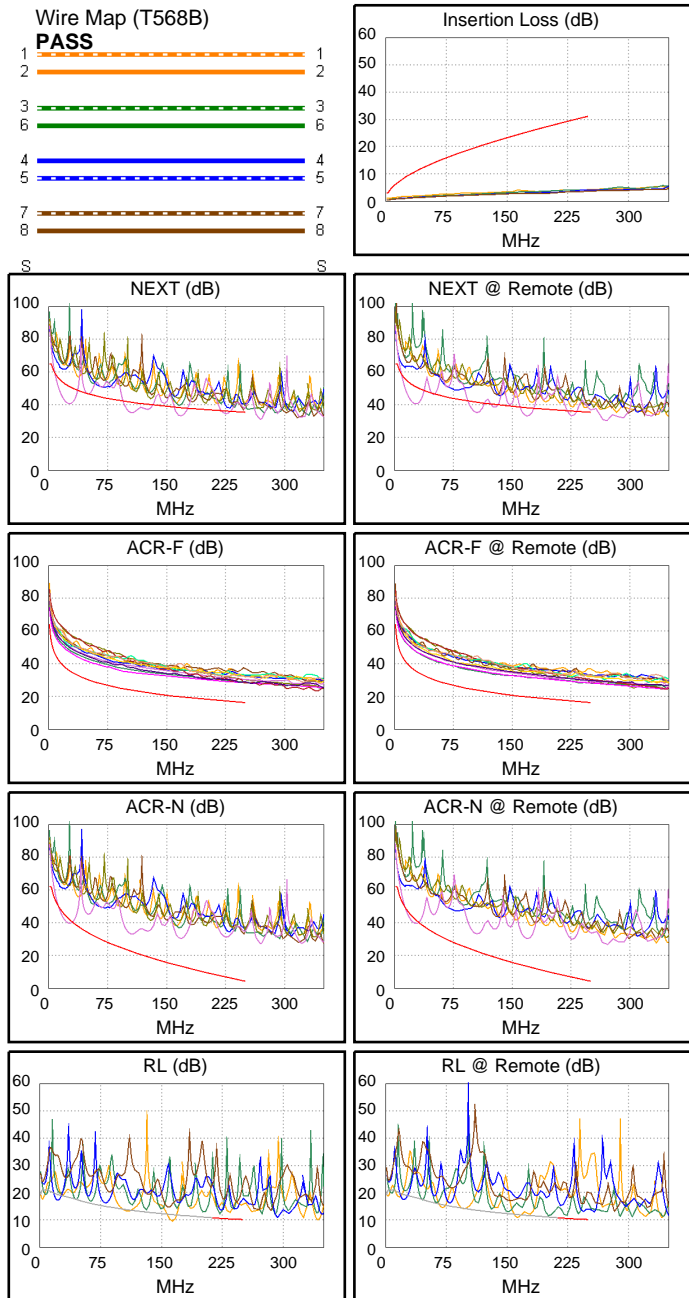 Wire Map (T568B)
PASS
1 1
2 2
3 3
6 6
4 4
5 5
7 7
8 8
S S
Insertion Loss (dB)
60
50
40
30
20
10
0
0 75 150 225 300
MHz
NEXT (dB)
100
80
60
40
20
0
0 75 150 225 300
MHz
NEXT @ Remote (dB)
100
80
60
40
20
0
0 75 150 225 300
MHz
ACR-F (dB)
100
80
60
40
20
0
0 75 150 225 300
MHz
ACR-F @ Remote (dB)
100
80
60
40
20
0
0 75 150 225 300
MHz
ACR-N (dB)
100
80
60
40
20
0
0 75 150 225 300
MHz
ACR-N @ Remote (dB)
100
80
60
40
20
0
0 75 150 225 300
MHz
RL (dB)
60
50
40
30
20
10
0
0 75 150 225 300
MHz
RL @ Remote (dB)
60
50
40
30
20
10
0
0 75 150 225 300
MHz